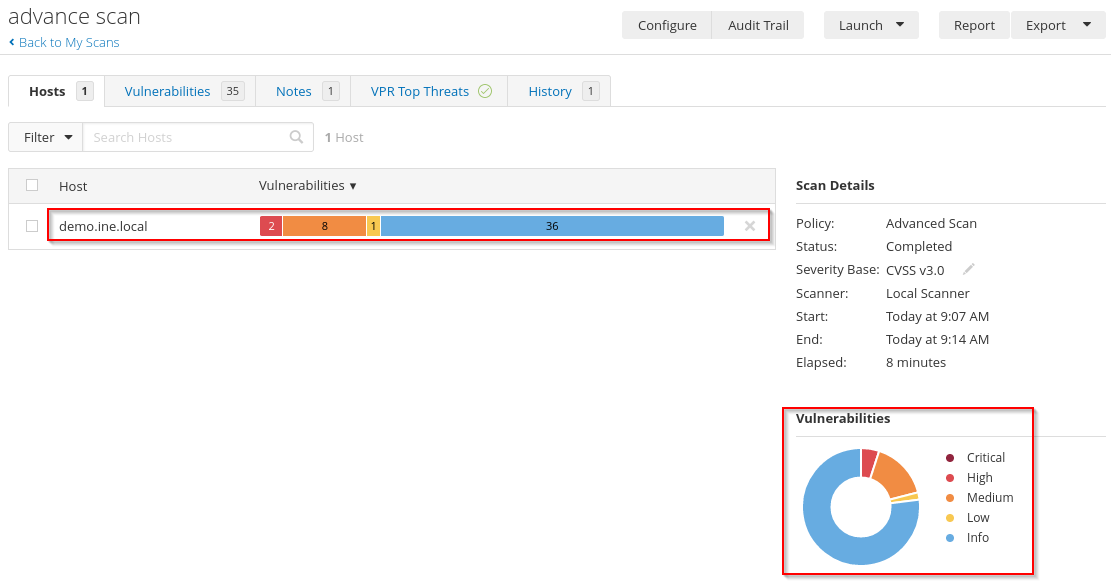 advance scan
Back to My Scans
Configure Audit Trail Launch Report Export
Hosts 1 Vulnerabilities 35 Notes 1 VPR Top Threats History 1
Filter Search Hosts 1 Host
Host Vulnerabilities
demo.ine.local 2 8 1 36
Scan Details
Policy: Advanced Scan
Status: Completed
Severity Base: CVSS v3.0
Scanner: Local Scanner
Start: Today at 9:07 AM
End: Today at 9:14 AM
Elapsed: 8 minutes
Vulnerabilities
Critical
High
Medium
Low
Info